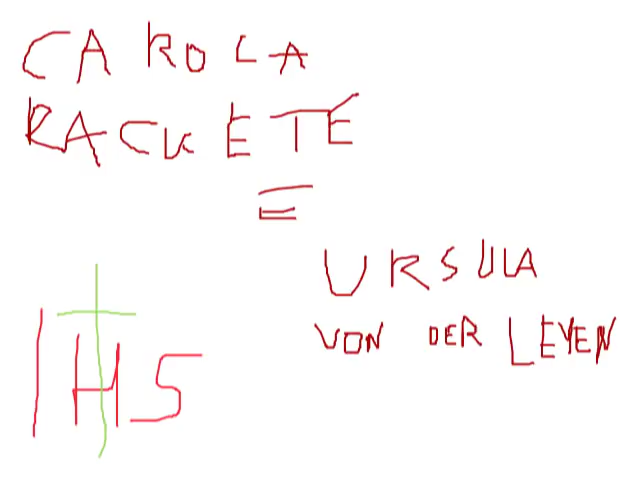 CAROLA
RACKETE
=
URSULA
VON DER LEYEN
IHS